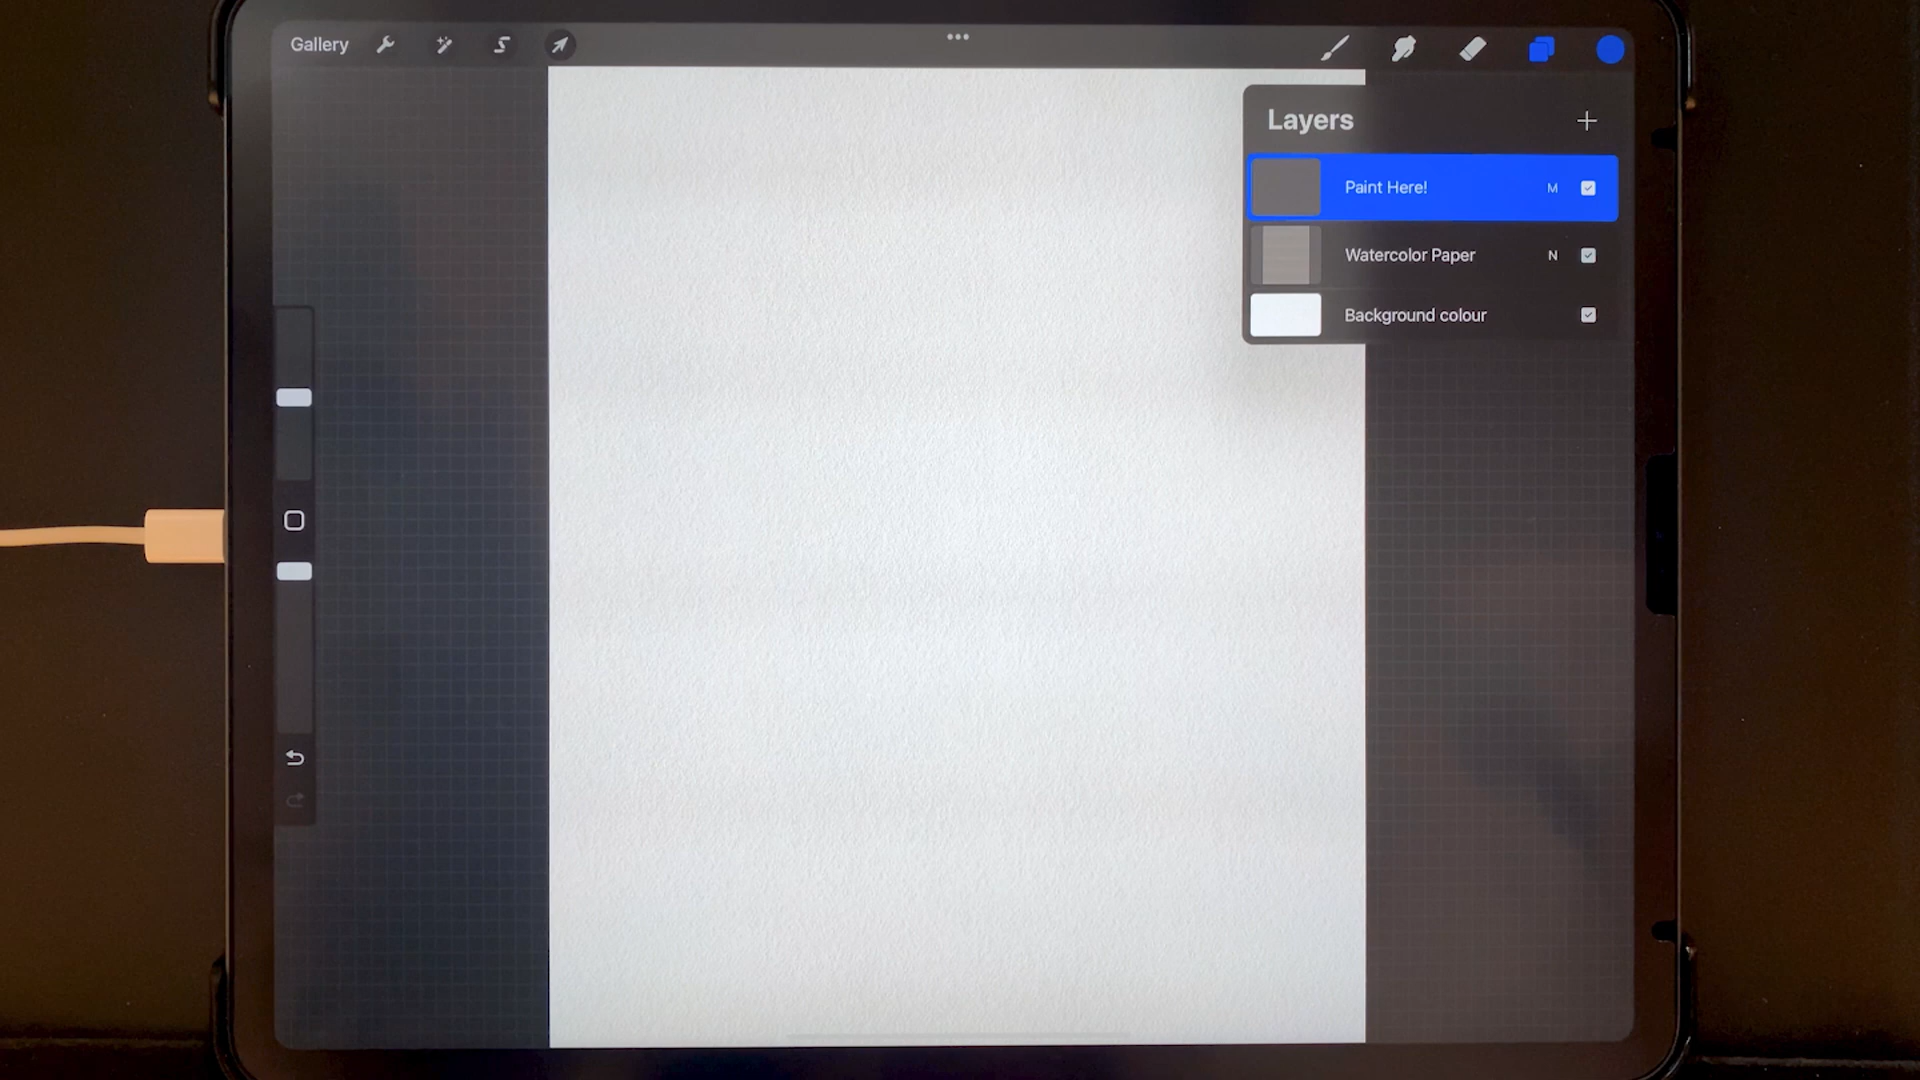 Gallery
Layers
Paint Here! M
Watercolor Paper N
Background colour